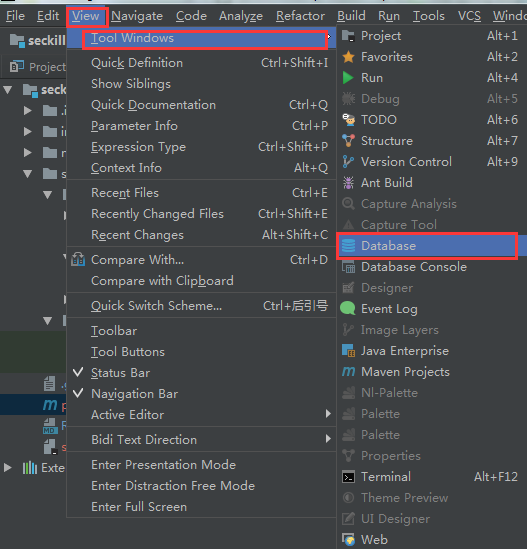 File Edit View Navigate Code Analyze Refactor Build Run Tools VCS
seckill
Project
Tool Windows
Quick Definition Ctrl+Shift+I
Show Siblings
Quick Documentation Ctrl+Q
Parameter Info Ctrl+P
Expression Type Ctrl+Shift+P
Context Info Alt+Q
Recent Files Ctrl+E
Recently Changed Files Ctrl+Shift+E
Recent Changes Alt+Shift+C
Compare With... Ctrl+D
Compare with Clipboard
Quick Switch Scheme... Ctrl+后引号
Toolbar
Tool Buttons
Status Bar
Navigation Bar
Active Editor
Bidi Text Direction
Enter Presentation Mode
Enter Distraction Free Mode
Enter Full Screen
Project Alt+1
Favorites Alt+2
Run Alt+4
Debug Alt+5
TODO Alt+6
Structure Alt+7
Version Control Alt+9
Ant Build
Capture Analysis
Capture Tool
Database
Database Console
Designer
Event Log
Image Layers
Java Enterprise
Maven Projects
Nl-Palette
Palette
Palette
Properties
Terminal Alt+F12
Theme Preview
UI Designer
Web